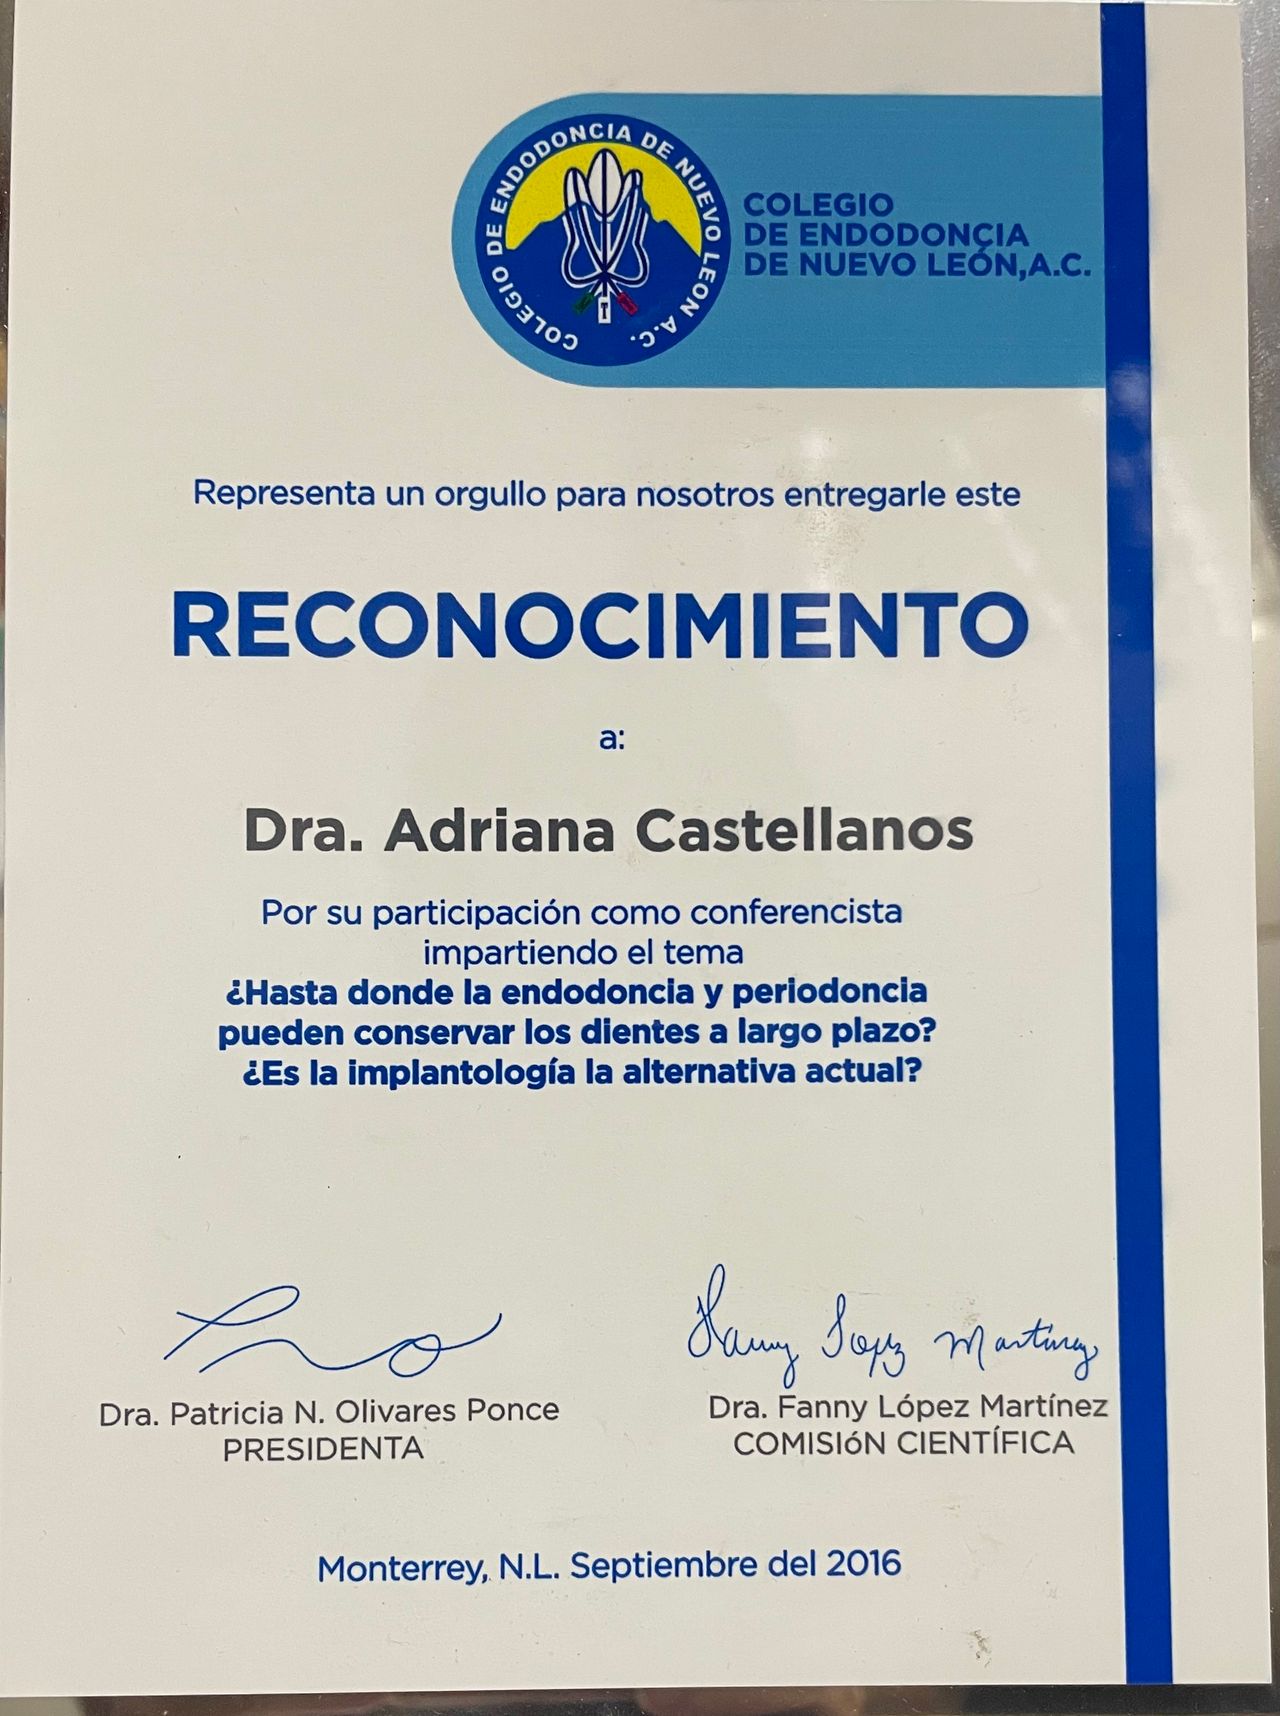 COLEGIO DE ENDODONCIA DE NUEVO LEON A.C.
COLEGIO
DE ENDODONCIA
DE NUEVO LEÓN,A.C.
Representa un orgullo para nosotros entregarle este
RECONOCIMIENTO
a:
Dra. Adriana Castellanos
Por su participación como conferencista
impartiendo el tema
¿Hasta donde la endodoncia y periodoncia
pueden conservar los dientes a largo plazo?
¿Es la implantología la alternativa actual?
Fanny Lopez Martinez
Dra. Patricia N. Olivares Ponce
PRESIDENTA
Dra. Fanny López Martínez
COMISIóN CIENTÍFICA
Monterrey, N.L. Septiembre del 2016